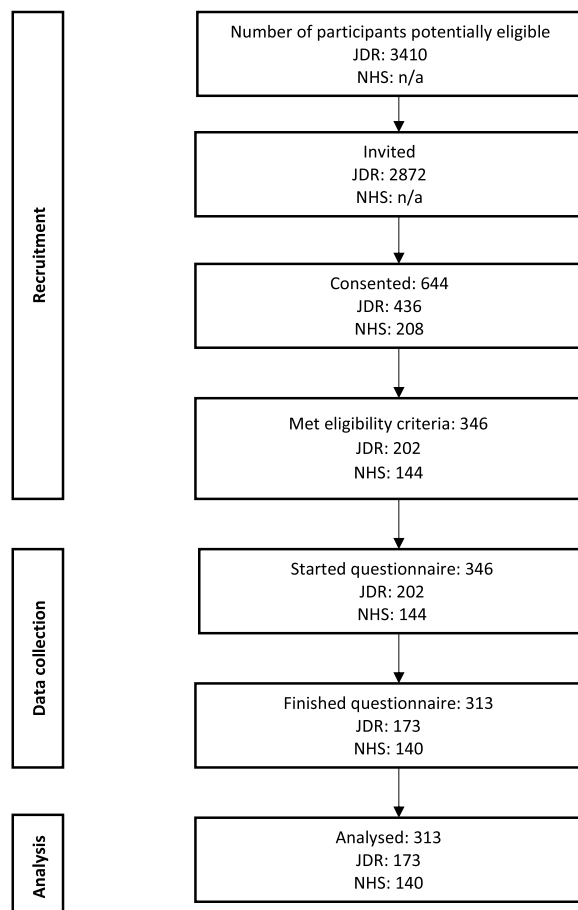 Recruitment
Number of participants potentially eligible
JDR: 3410
NHS: n/a
Invited
JDR: 2872
NHS: n/a
Consented: 644
JDR: 436
NHS: 208
Met eligibility criteria: 346
JDR: 202
NHS: 144
Data collection
Started questionnaire: 346
JDR: 202
NHS: 144
Finished questionnaire: 313
JDR: 173
NHS: 140
Analysis
Analysed: 313
JDR: 173
NHS: 140